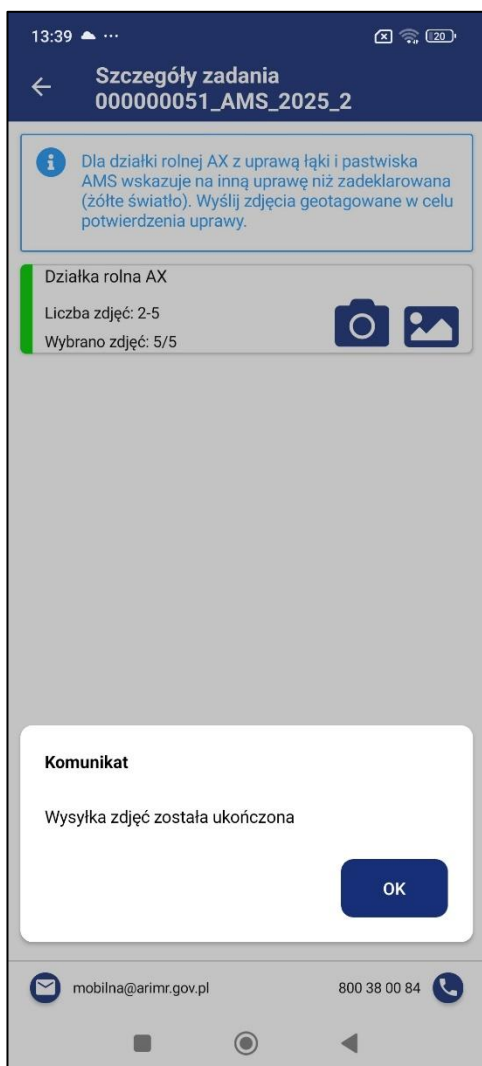 13:39
20
Szczegóły zadania
000000051_AMS_2025_2
Dla działki rolnej AX z uprawą łąki i pastwiska
AMS wskazuje na inną uprawę niż zadeklarowana
(żółte światło). Wyślij zdjęcia geotagowane w celu
potwierdzenia uprawy.
Działka rolna AX
Liczba zdjęć: 2-5
Wybrano zdjęć: 5/5
Komunikat
Wysyłka zdjęć została ukończona
OK
mobilna@arimr.gov.pl
800 38 00 84